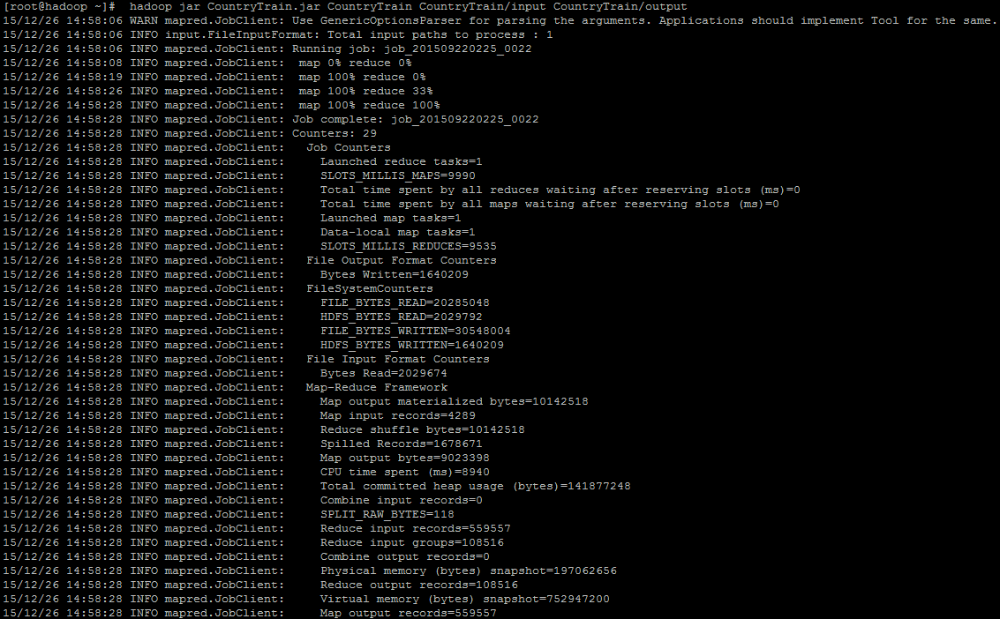 [root@hadoop ~]#  hadoop jar CountryTrain.jar CountryTrain CountryTrain/input CountryTrain/output
15/12/26 14:58:06 WARN mapred.JobClient: Use GenericOptionsParser for parsing the arguments. Applications should implement Tool for the same.
15/12/26 14:58:06 INFO input.FileInputFormat: Total input paths to process : 1
15/12/26 14:58:06 INFO mapred.JobClient: Running job: job_201509220225_0022
15/12/26 14:58:08 INFO mapred.JobClient:  map 0% reduce 0%
15/12/26 14:58:19 INFO mapred.JobClient:  map 100% reduce 0%
15/12/26 14:58:26 INFO mapred.JobClient:  map 100% reduce 33%
15/12/26 14:58:28 INFO mapred.JobClient:  map 100% reduce 100%
15/12/26 14:58:28 INFO mapred.JobClient: Job complete: job_201509220225_0022
15/12/26 14:58:28 INFO mapred.JobClient: Counters: 29
15/12/26 14:58:28 INFO mapred.JobClient:   Job Counters
15/12/26 14:58:28 INFO mapred.JobClient:     Launched reduce tasks=1
15/12/26 14:58:28 INFO mapred.JobClient:     SLOTS_MILLIS_MAPS=9990
15/12/26 14:58:28 INFO mapred.JobClient:     Total time spent by all reduces waiting after reserving slots (ms)=0
15/12/26 14:58:28 INFO mapred.JobClient:     Total time spent by all maps waiting after reserving slots (ms)=0
15/12/26 14:58:28 INFO mapred.JobClient:     Launched map tasks=1
15/12/26 14:58:28 INFO mapred.JobClient:     Data-local map tasks=1
15/12/26 14:58:28 INFO mapred.JobClient:     SLOTS_MILLIS_REDUCES=9535
15/12/26 14:58:28 INFO mapred.JobClient:   File Output Format Counters
15/12/26 14:58:28 INFO mapred.JobClient:     Bytes Written=1640209
15/12/26 14:58:28 INFO mapred.JobClient:   FileSystemCounters
15/12/26 14:58:28 INFO mapred.JobClient:     FILE_BYTES_READ=20285048
15/12/26 14:58:28 INFO mapred.JobClient:     HDFS_BYTES_READ=2029792
15/12/26 14:58:28 INFO mapred.JobClient:     FILE_BYTES_WRITTEN=30548004
15/12/26 14:58:28 INFO mapred.JobClient:     HDFS_BYTES_WRITTEN=1640209
15/12/26 14:58:28 INFO mapred.JobClient:   File Input Format Counters
15/12/26 14:58:28 INFO mapred.JobClient:     Bytes Read=2029674
15/12/26 14:58:28 INFO mapred.JobClient:   Map-Reduce Framework
15/12/26 14:58:28 INFO mapred.JobClient:     Map output materialized bytes=10142518
15/12/26 14:58:28 INFO mapred.JobClient:     Map input records=4289
15/12/26 14:58:28 INFO mapred.JobClient:     Reduce shuffle bytes=10142518
15/12/26 14:58:28 INFO mapred.JobClient:     Spilled Records=1678671
15/12/26 14:58:28 INFO mapred.JobClient:     Map output bytes=9023398
15/12/26 14:58:28 INFO mapred.JobClient:     CPU time spent (ms)=8940
15/12/26 14:58:28 INFO mapred.JobClient:     Total committed heap usage (bytes)=141877248
15/12/26 14:58:28 INFO mapred.JobClient:     Combine input records=0
15/12/26 14:58:28 INFO mapred.JobClient:     SPLIT_RAW_BYTES=118
15/12/26 14:58:28 INFO mapred.JobClient:     Reduce input records=559557
15/12/26 14:58:28 INFO mapred.JobClient:     Reduce input groups=108516
15/12/26 14:58:28 INFO mapred.JobClient:     Combine output records=0
15/12/26 14:58:28 INFO mapred.JobClient:     Physical memory (bytes) snapshot=197062656
15/12/26 14:58:28 INFO mapred.JobClient:     Reduce output records=108516
15/12/26 14:58:28 INFO mapred.JobClient:     Virtual memory (bytes) snapshot=752947200
15/12/26 14:58:28 INFO mapred.JobClient:     Map output records=559557